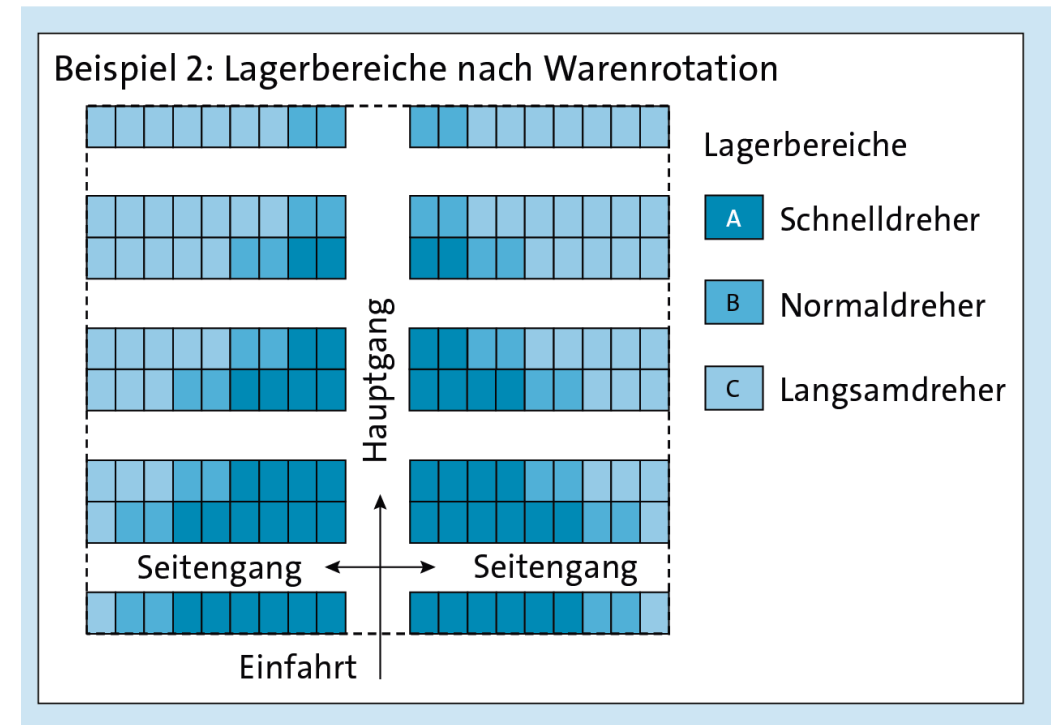 Beispiel 2: Lagerbereiche nach Warenrotation
Lagerbereiche
A Schnelldreher
B Normaldreher
C Langsamdreher
Hauptgang
Seitengang
Seitengang
Einfahrt